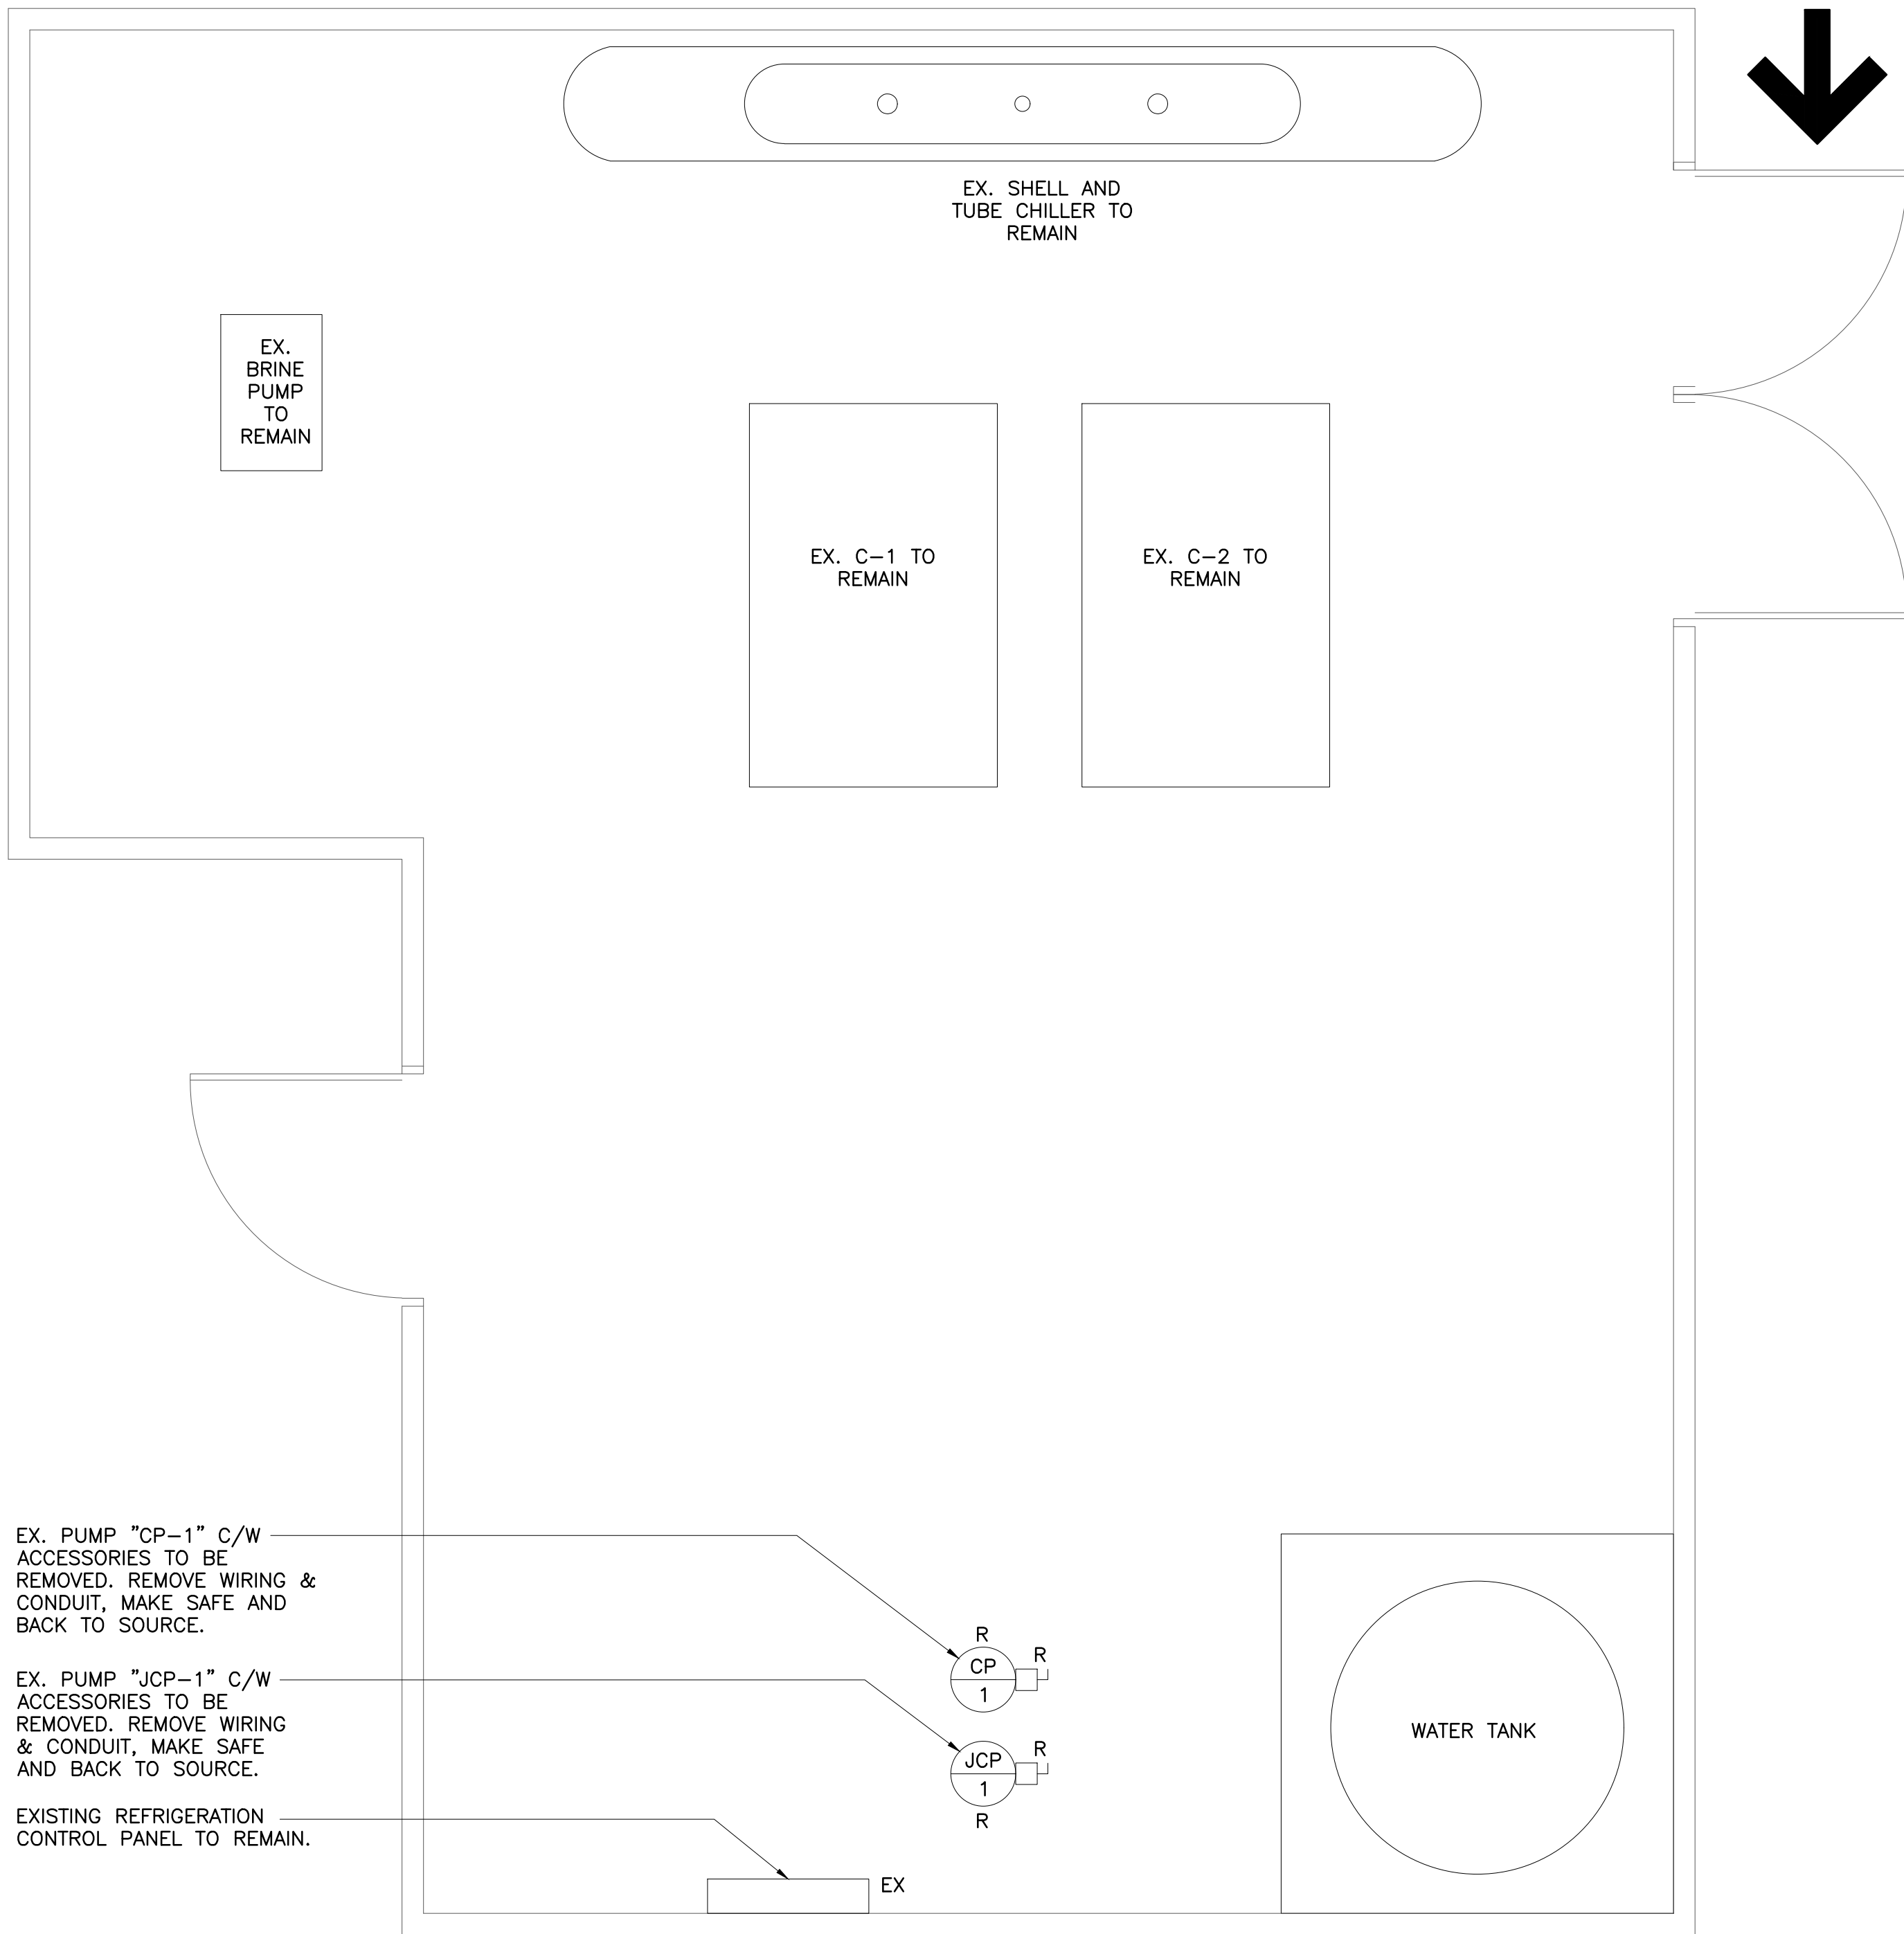 EX. SHELL AND
TUBE CHILLER TO
REMAIN
EX.
BRINE
PUMP
TO
REMAIN
EX. C-1 TO
REMAIN
EX. C-2 TO
REMAIN
EX. PUMP "CP-1" C/W
ACCESSORIES TO BE
REMOVED. REMOVE WIRING &
CONDUIT, MAKE SAFE AND
BACK TO SOURCE.
R
CP
1
R
EX. PUMP "JCP-1" C/W
ACCESSORIES TO BE
REMOVED. REMOVE WIRING
& CONDUIT, MAKE SAFE
AND BACK TO SOURCE.
JCP
1
R
R
WATER TANK
EXISTING REFRIGERATION
CONTROL PANEL TO REMAIN.
EX